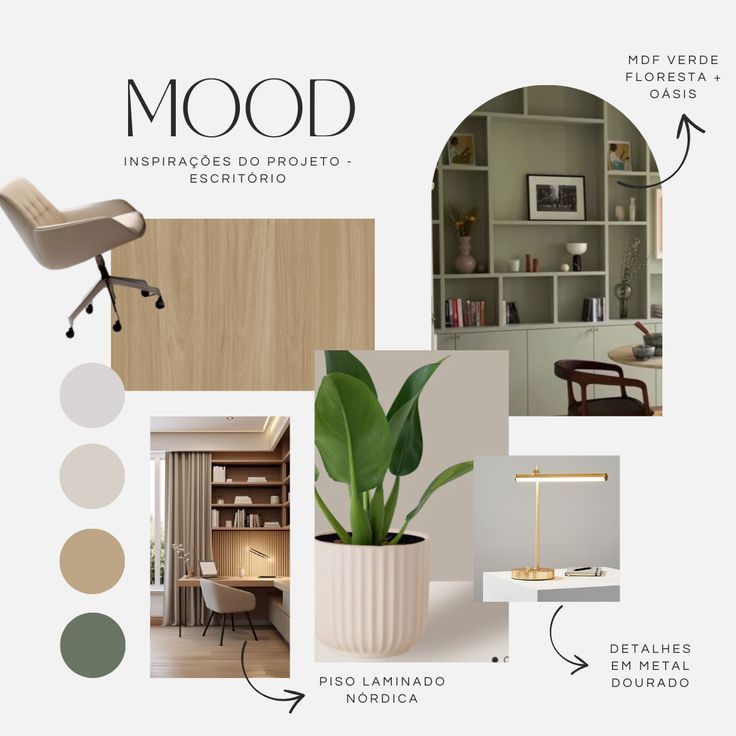 MOOD
INSPIRAÇÕES DO PROJETO -
ESCRITÓRIO
MDF VERDE
FLORESTA +
OÁSIS
PISO LAMINADO
NÓRDICA
DETALHES
EM METAL
DOURADO